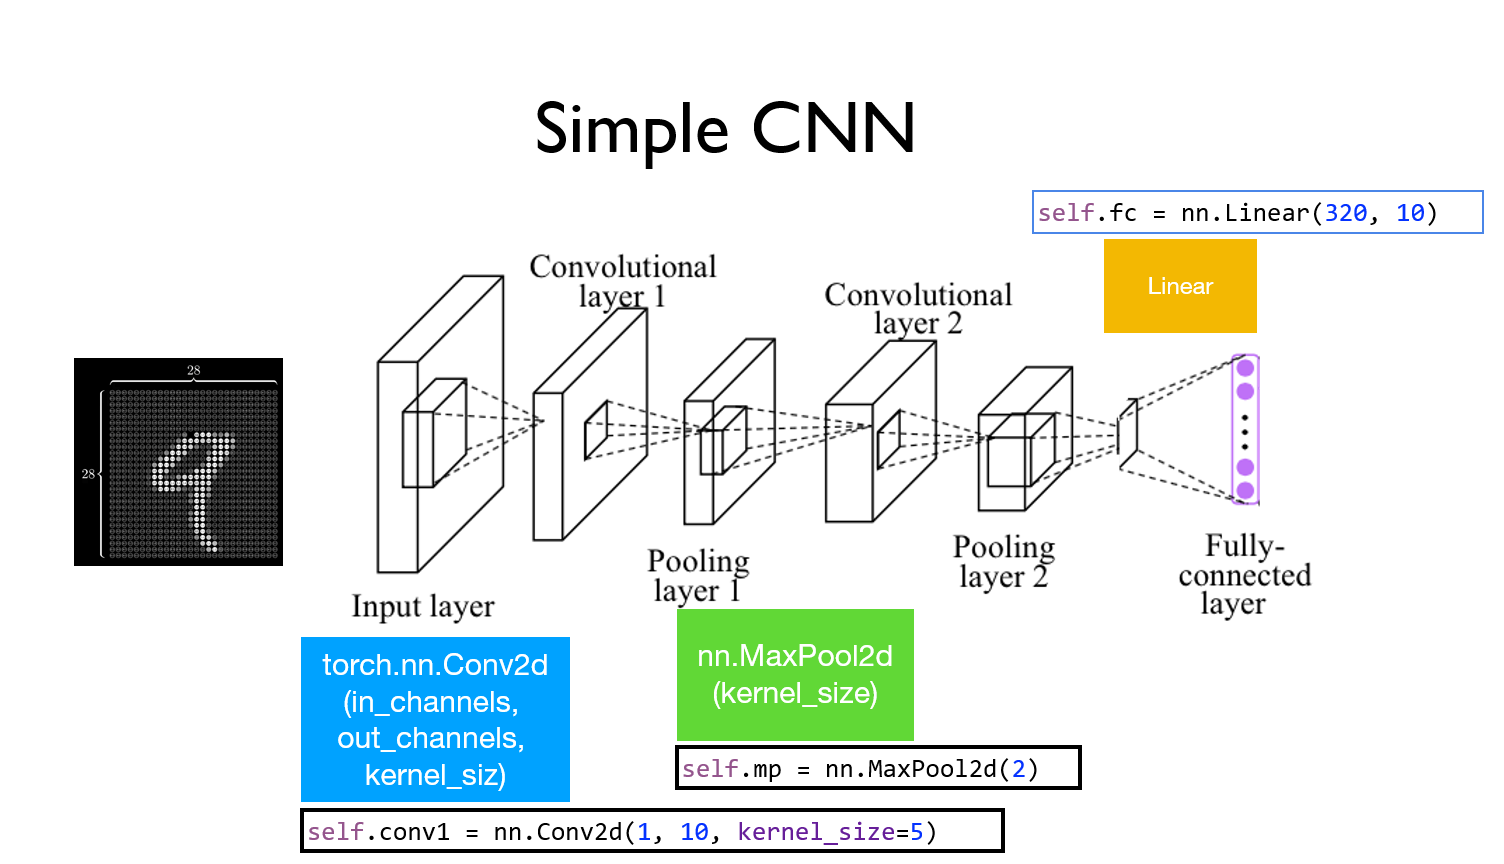 Simple CNN
self.fc = nn.Linear(320, 10)
Linear
Convolutional
layer 1
Convolutional
layer 2
28
28
Pooling
layer 1
Pooling
layer 2
Fully-
connected
layer
Input layer
torch.nn.Conv2d
(in_channels,
out_channels,
kernel_siz)
nn.MaxPool2d
(kernel_size)
self.mp = nn.MaxPool2d(2)
self.conv1 = nn.Conv2d(1, 10, kernel_size=5)